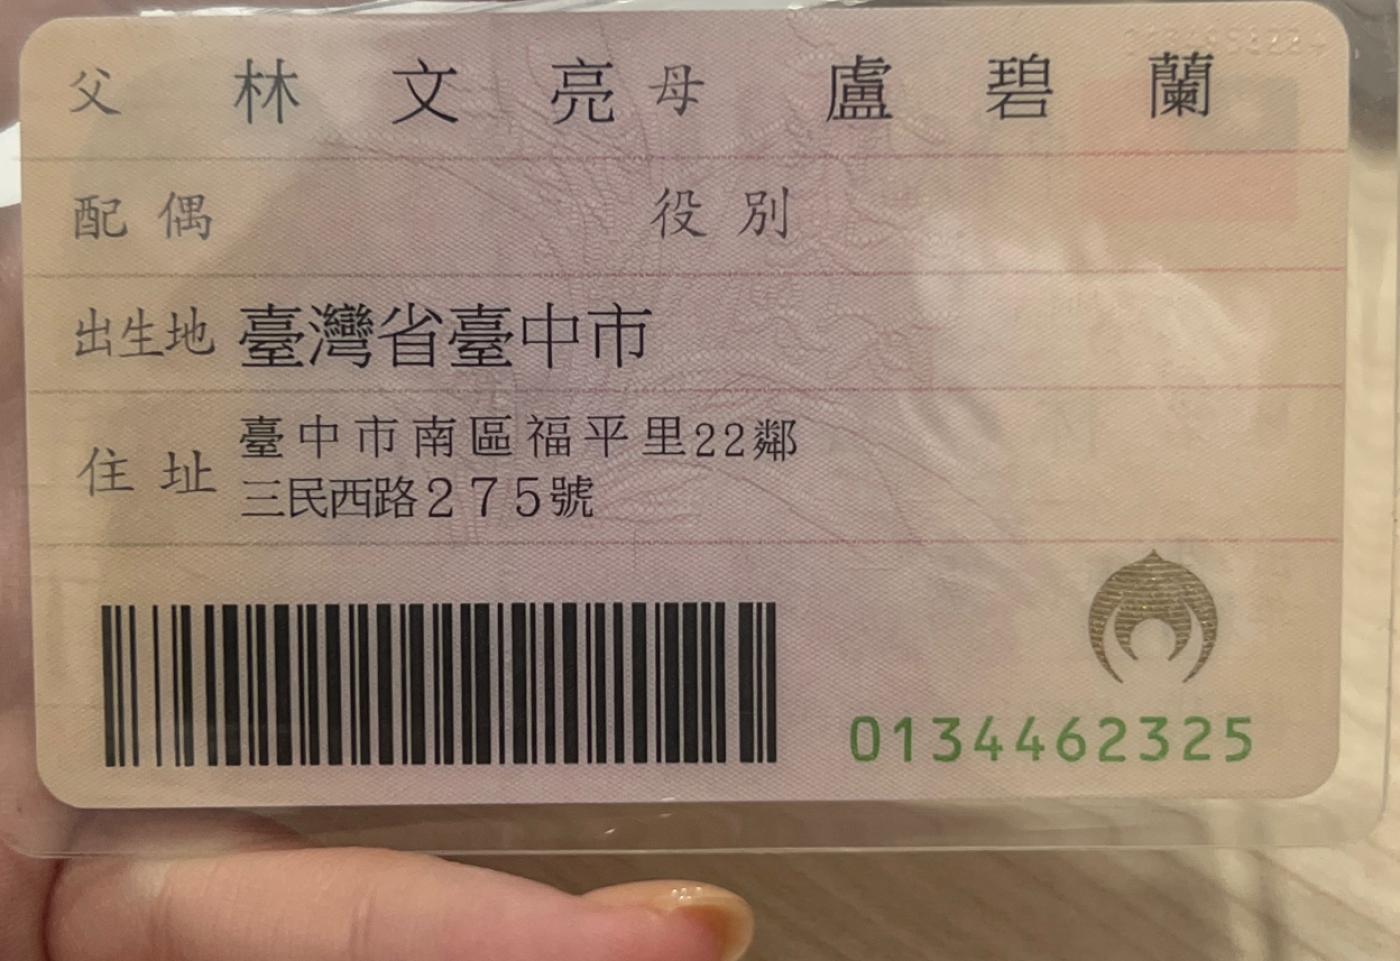 父 林文亮 母 盧碧蘭
配偶 役別
出生地 臺灣省臺中市
住址 臺中市南區福平里22鄰
三民西路275號
0134462325